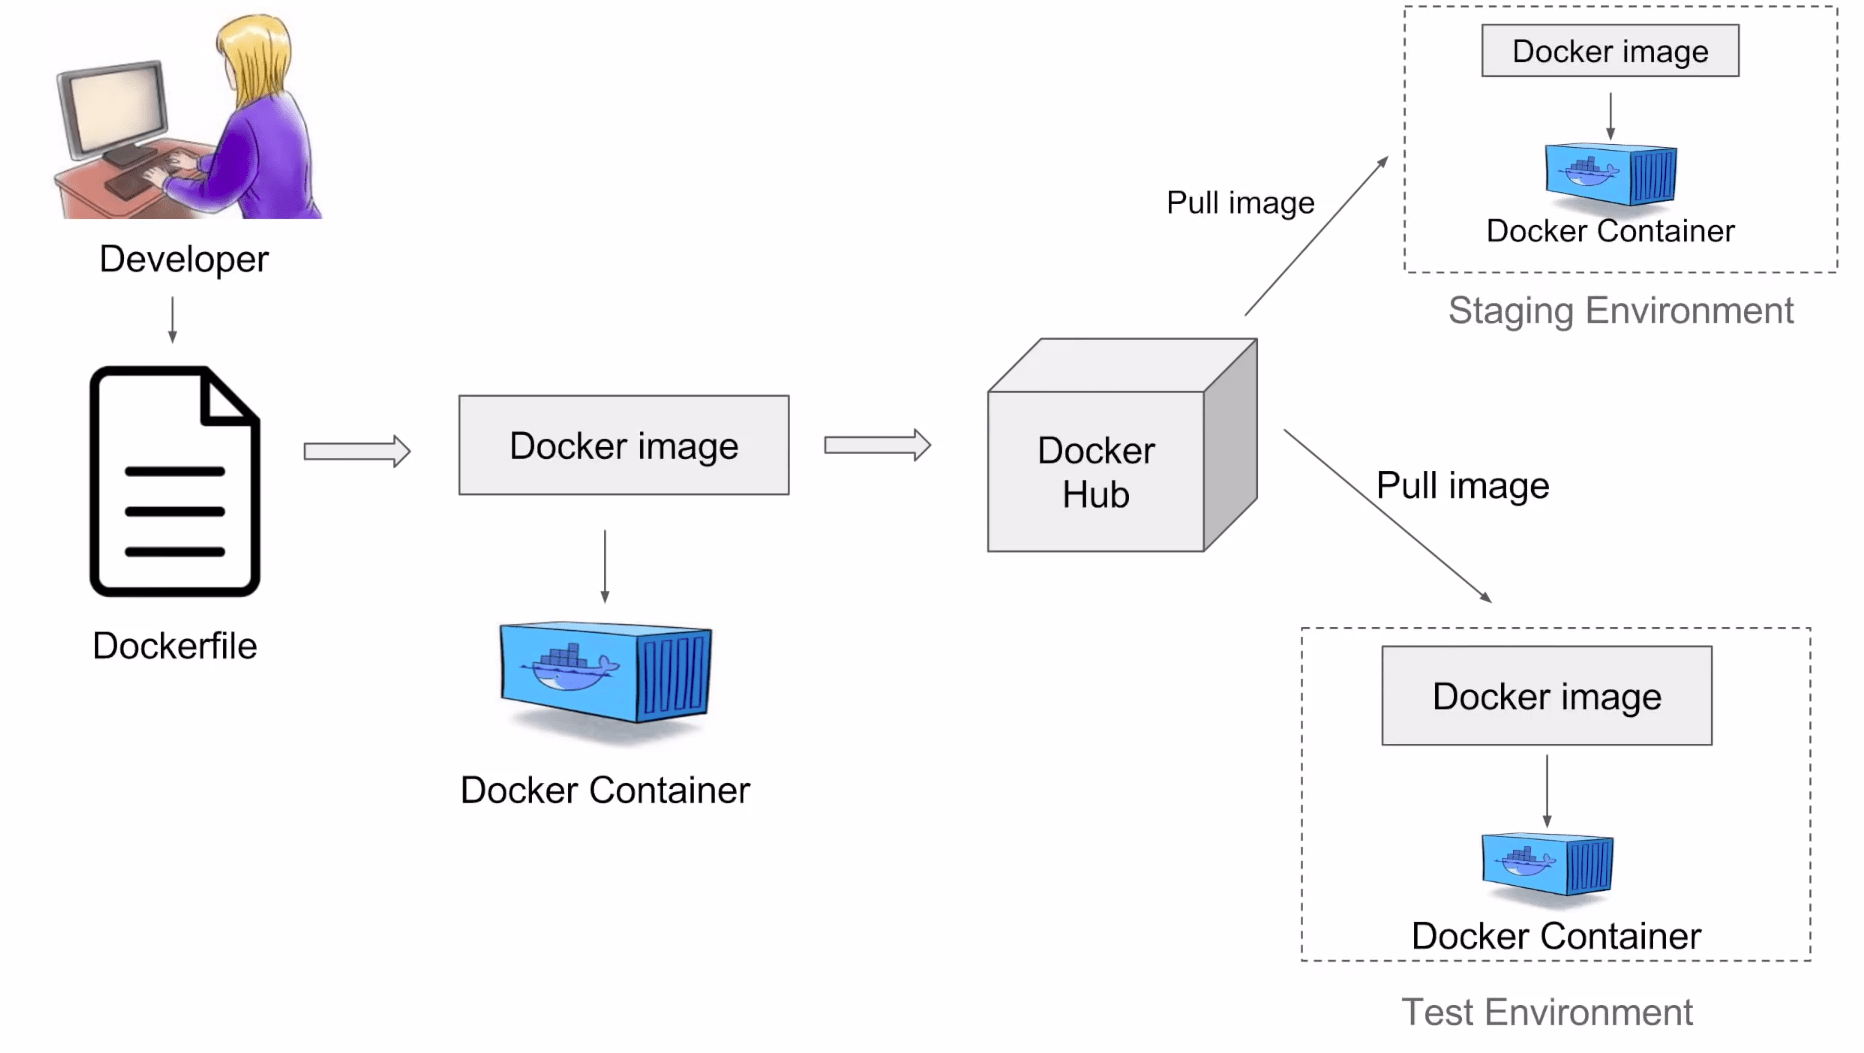 Developer
Dockerfile
Docker image
Docker Container
Docker
Hub
Pull image
Docker image
Docker Container
Staging Environment
Pull image
Docker image
Docker Container
Test Environment